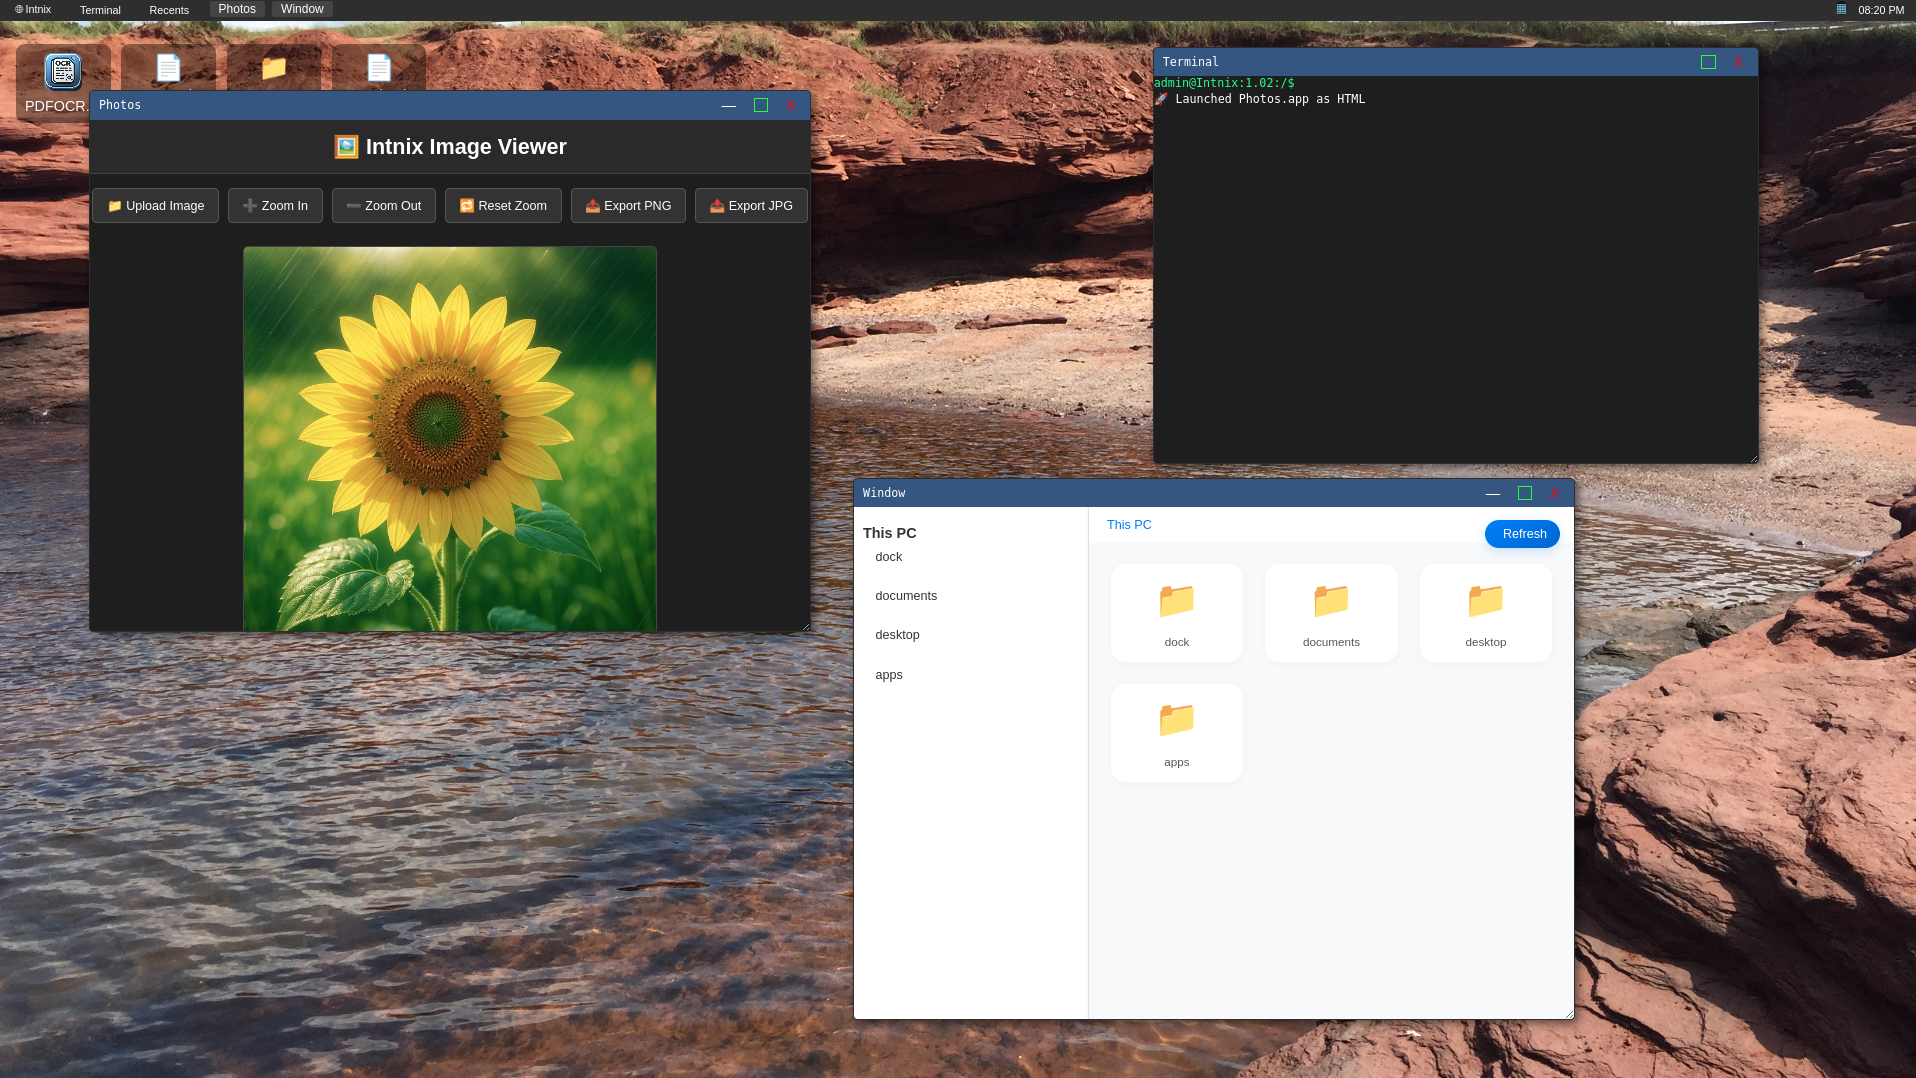 Intnix Terminal Recents Photos Window 08:20 PM
PDFOCR.
Photos X
Intnix Image Viewer
Upload Image Zoom In Zoom Out Reset Zoom Export PNG Export JPG
Terminal X
admin@Intnix:1.02:/$
Launched Photos.app as HTML
Window X
This PC
dock
documents
desktop
apps
This PC
Refresh
dock documents desktop
apps